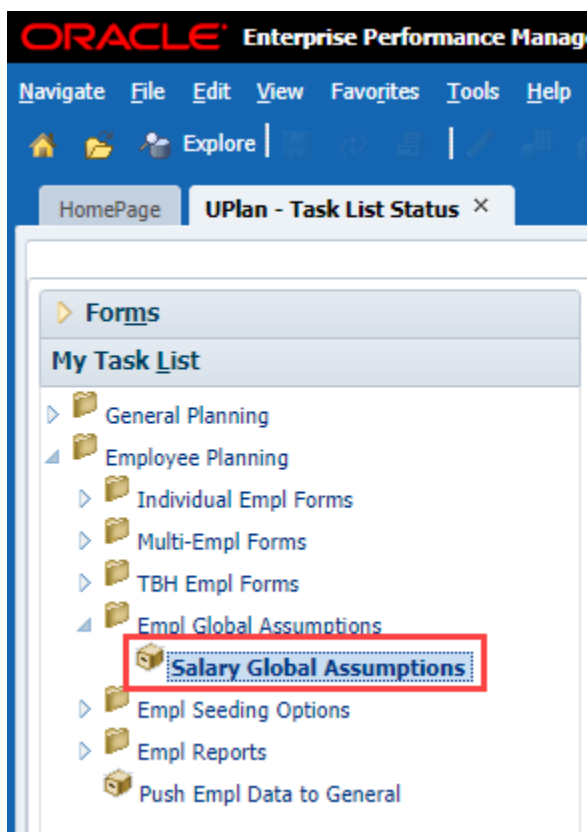 ORACLE Enterprise Performance Manag
Navigate File Edit View Favorites Tools Help
Explore
HomePage UPlan - Task List Status ×
Forms
My Task List
General Planning
Employee Planning
Individual Empl Forms
Multi-Empl Forms
TBH Empl Forms
Empl Global Assumptions
Salary Global Assumptions
Empl Seeding Options
Empl Reports
Push Empl Data to General